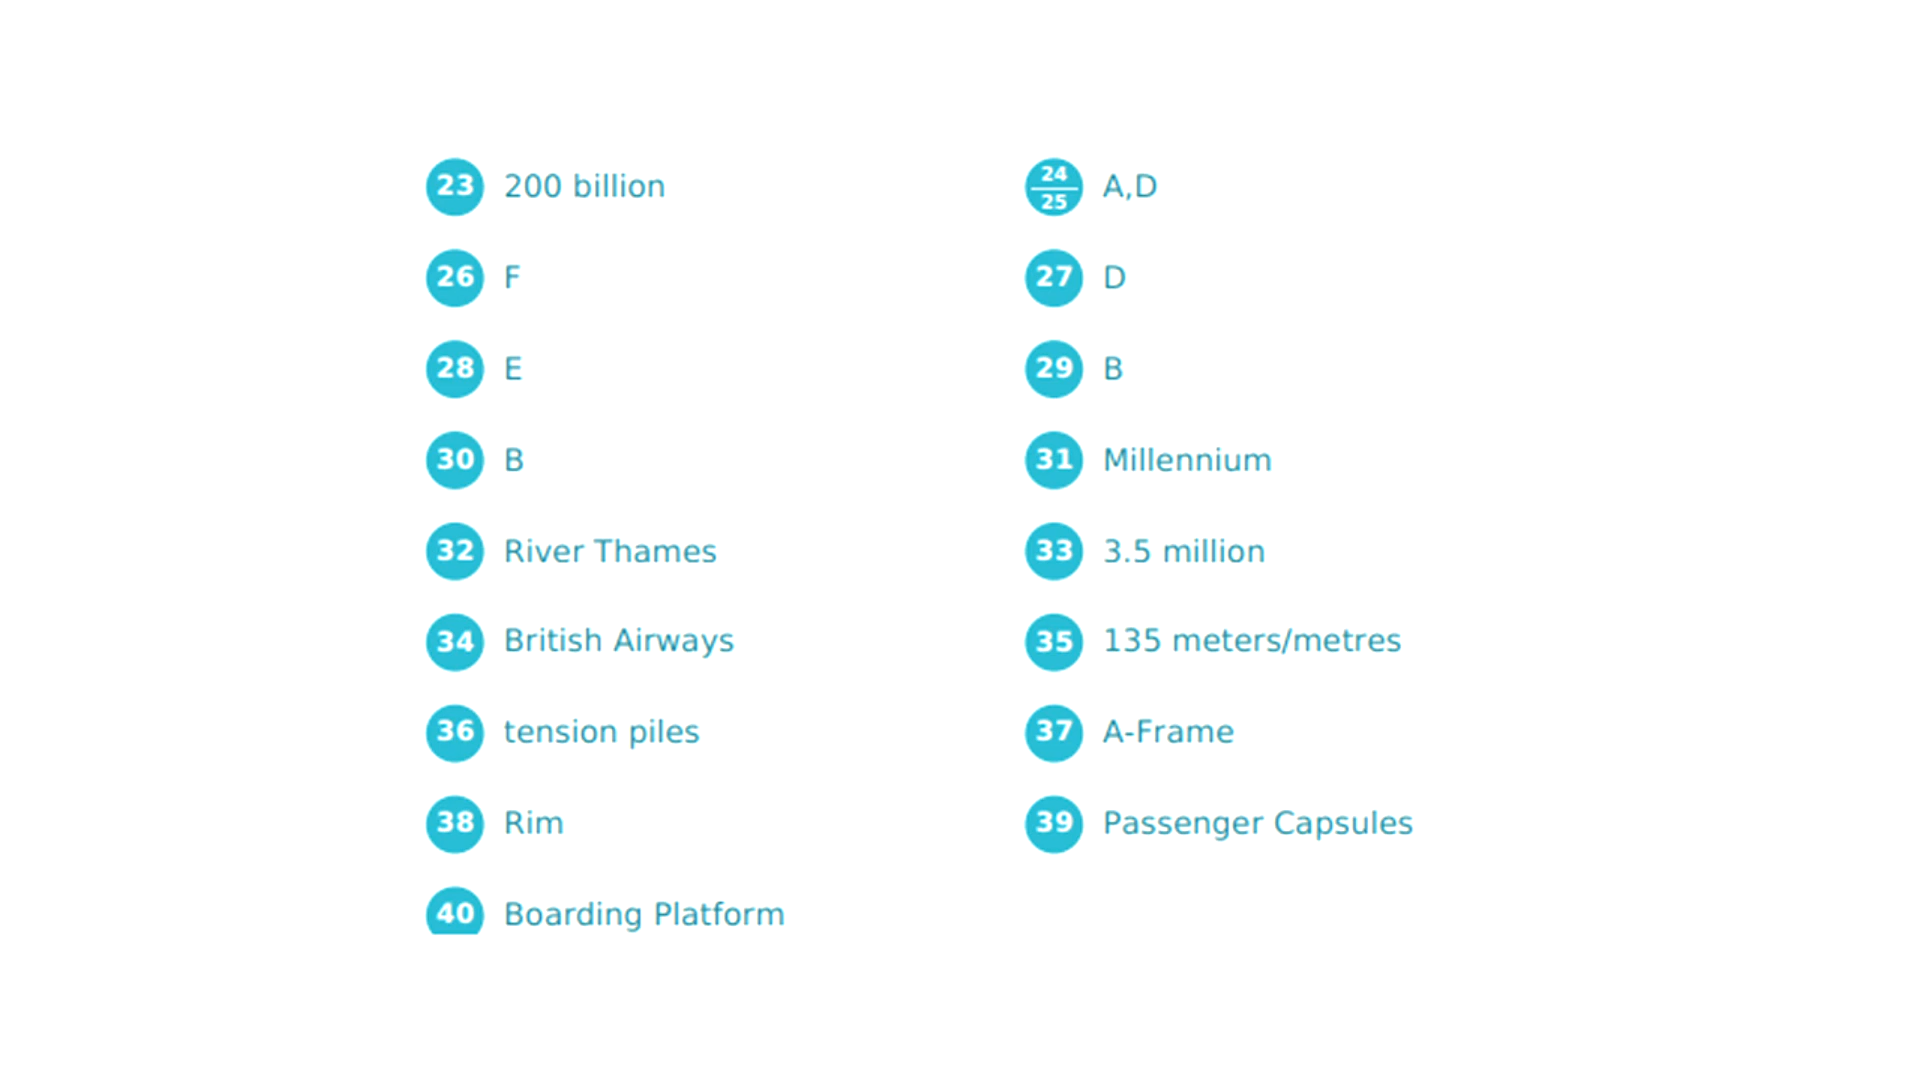 23 200 billion
24 25 A,D
26 F
27 D
28 E
29 B
30 B
31 Millennium
32 River Thames
33 3.5 million
34 British Airways
35 135 meters/metres
36 tension piles
37 A-Frame
38 Rim
39 Passenger Capsules
40 Boarding Platform